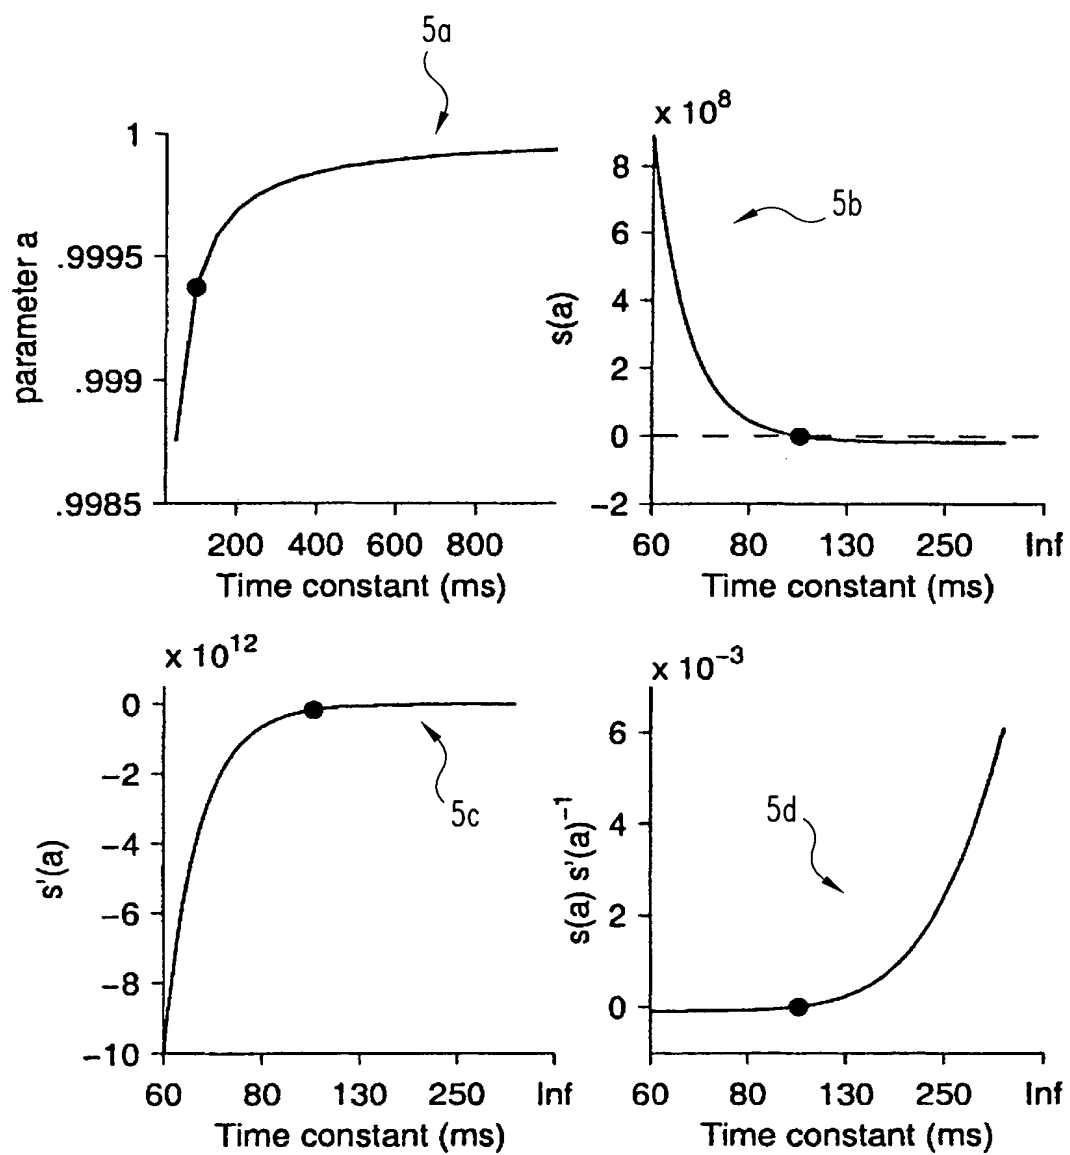 5a
1
.9995
.999
.9985
parameter a
200 400 600 800
Time constant (ms)
x 10^8
5b
8
6
4
2
0
-2
s(a)
60 80 130 250 Inf
Time constant (ms)
x 10^12
0
-2
-4
-6
-8
-10
s'(a)
5c
60 80 130 250 Inf
Time constant (ms)
x 10^-3
6
4
2
0
s(a) s'(a)^-1
5d
60 80 130 250 Inf
Time constant (ms)